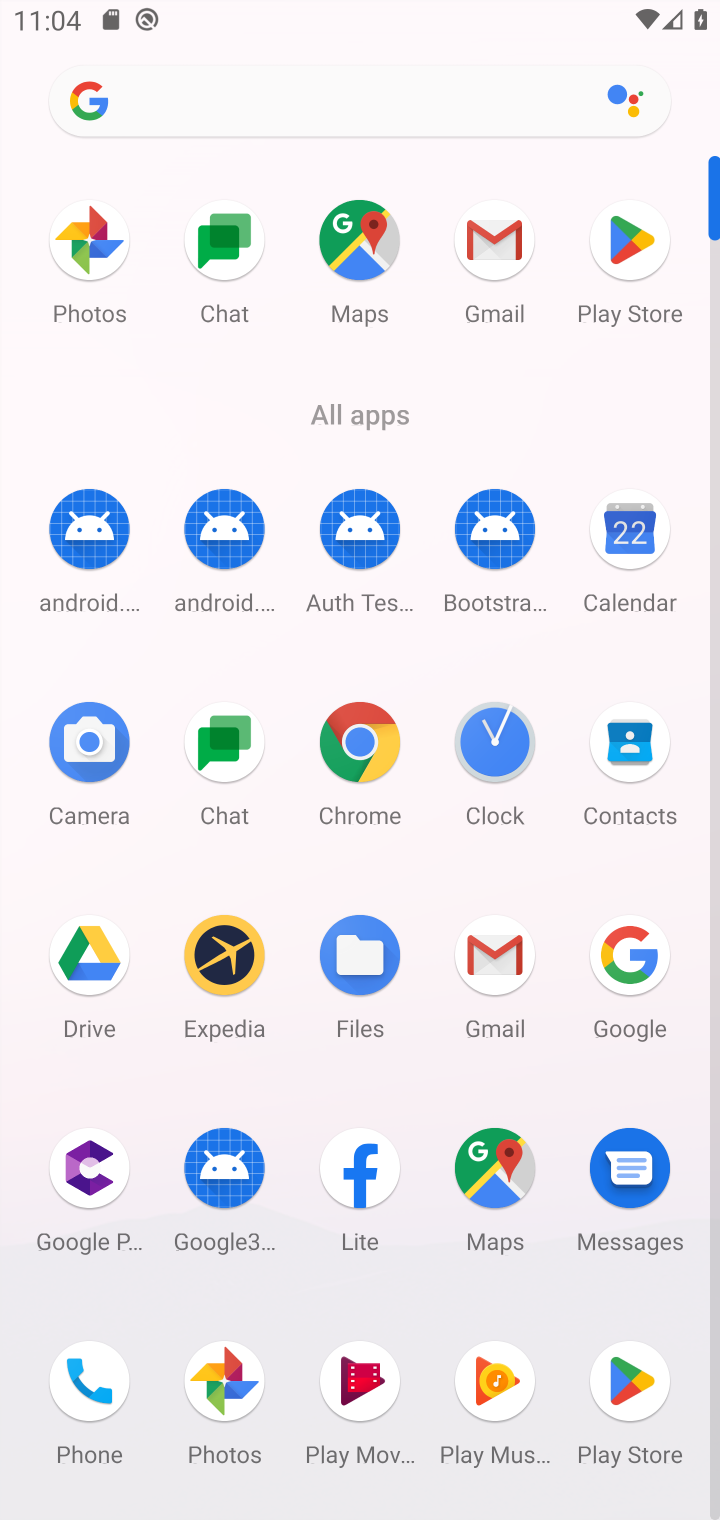 11:04
Photos Chat Maps Gmail Play Store
All apps
android.... android.... Auth Tes... Bootstra... Calendar
Camera Chat Chrome Clock Contacts
Drive Expedia Files Gmail Google
Google P... Google3... Lite Maps Messages
Phone Photos Play Mov... Play Mus... Play Store